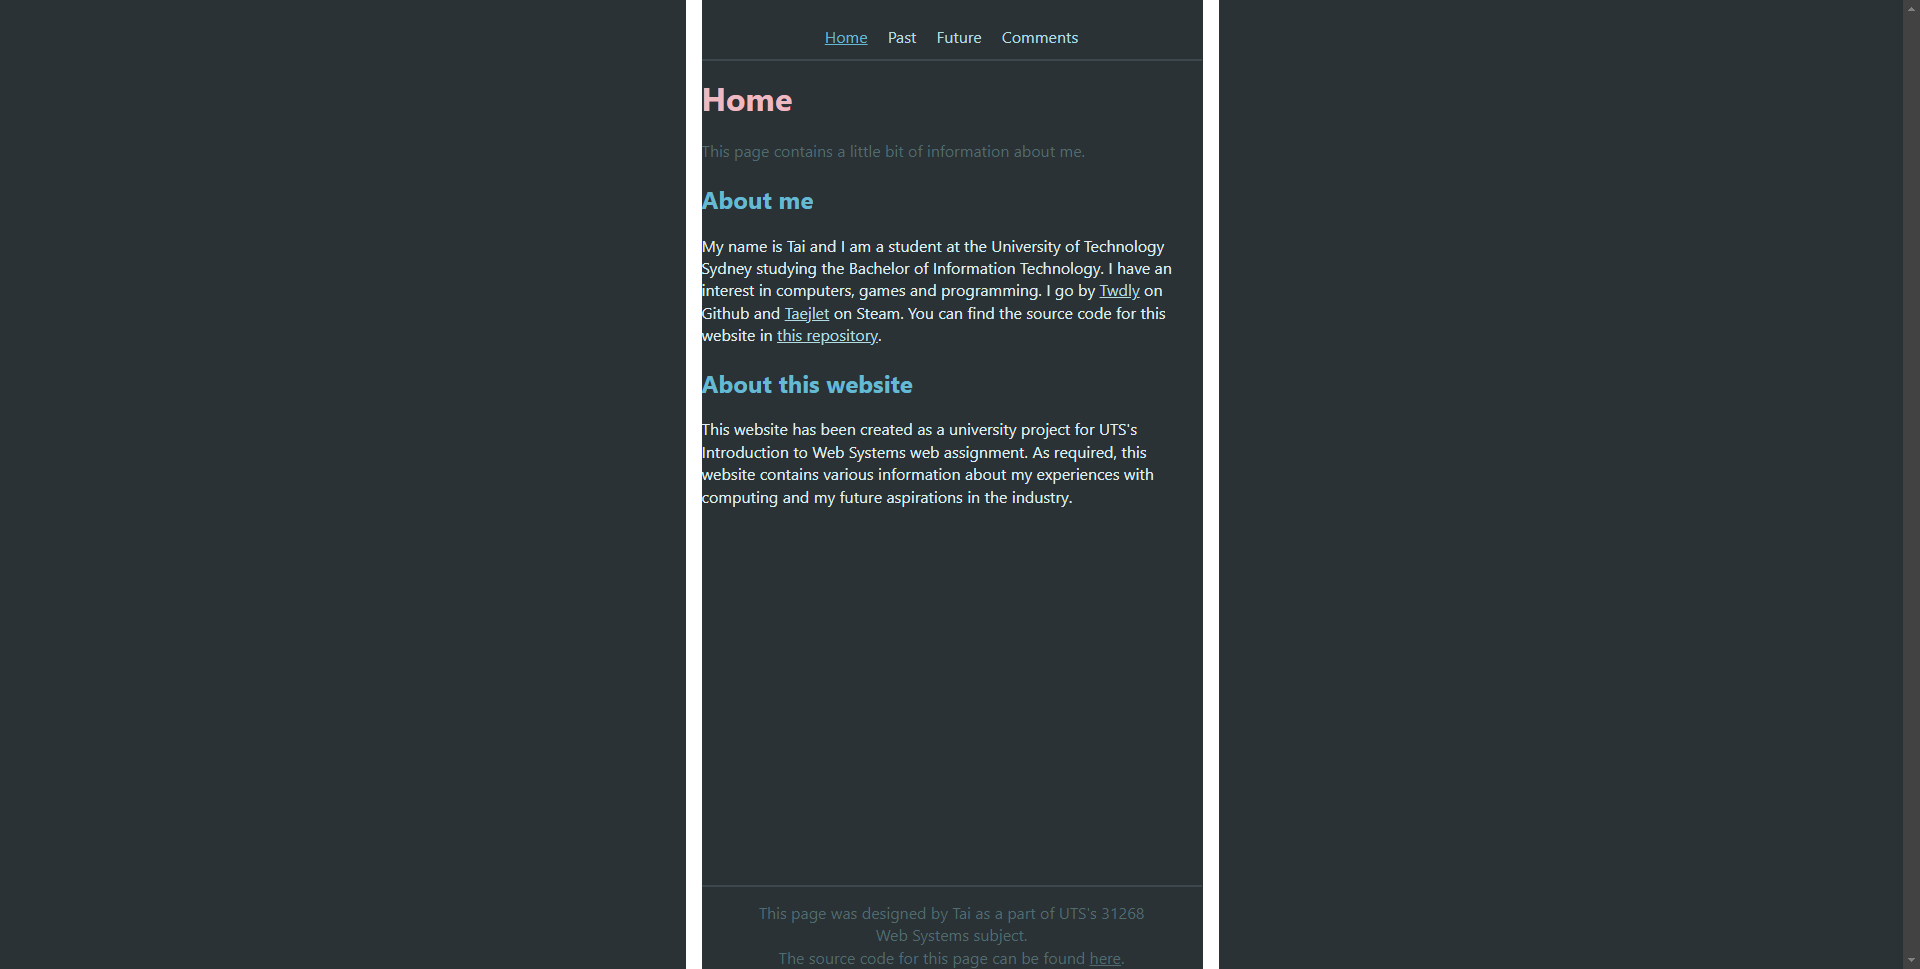 Home Past Future Comments
Home
This page contains a little bit of information about me.
About me
My name is Tai and I am a student at the University of Technology
Sydney studying the Bachelor of Information Technology. I have an
interest in computers, games and programming. I go by Twdly on
Github and Taejlet on Steam. You can find the source code for this
website in this repository.
About this website
This website has been created as a university project for UTS's
Introduction to Web Systems web assignment. As required, this
website contains various information about my experiences with
computing and my future aspirations in the industry.
This page was designed by Tai as a part of UTS's 31268
Web Systems subject.
The source code for this page can be found here.